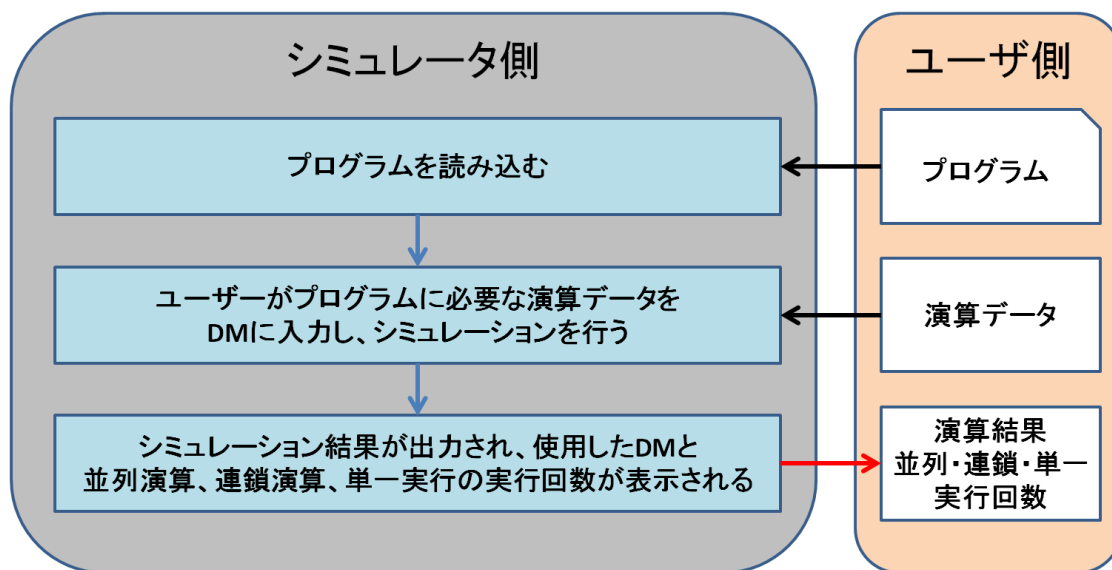 シミュレータ側
プログラムを読み込む
ユーザーがプログラムに必要な演算データを
DMに入力し、シミュレーションを行う
シミュレーション結果が出力され、使用したDMと
並列演算、連鎖演算、単一実行の実行回数が表示される
ユーザ側
プログラム
演算データ
演算結果
並列・連鎖・単一
実行回数